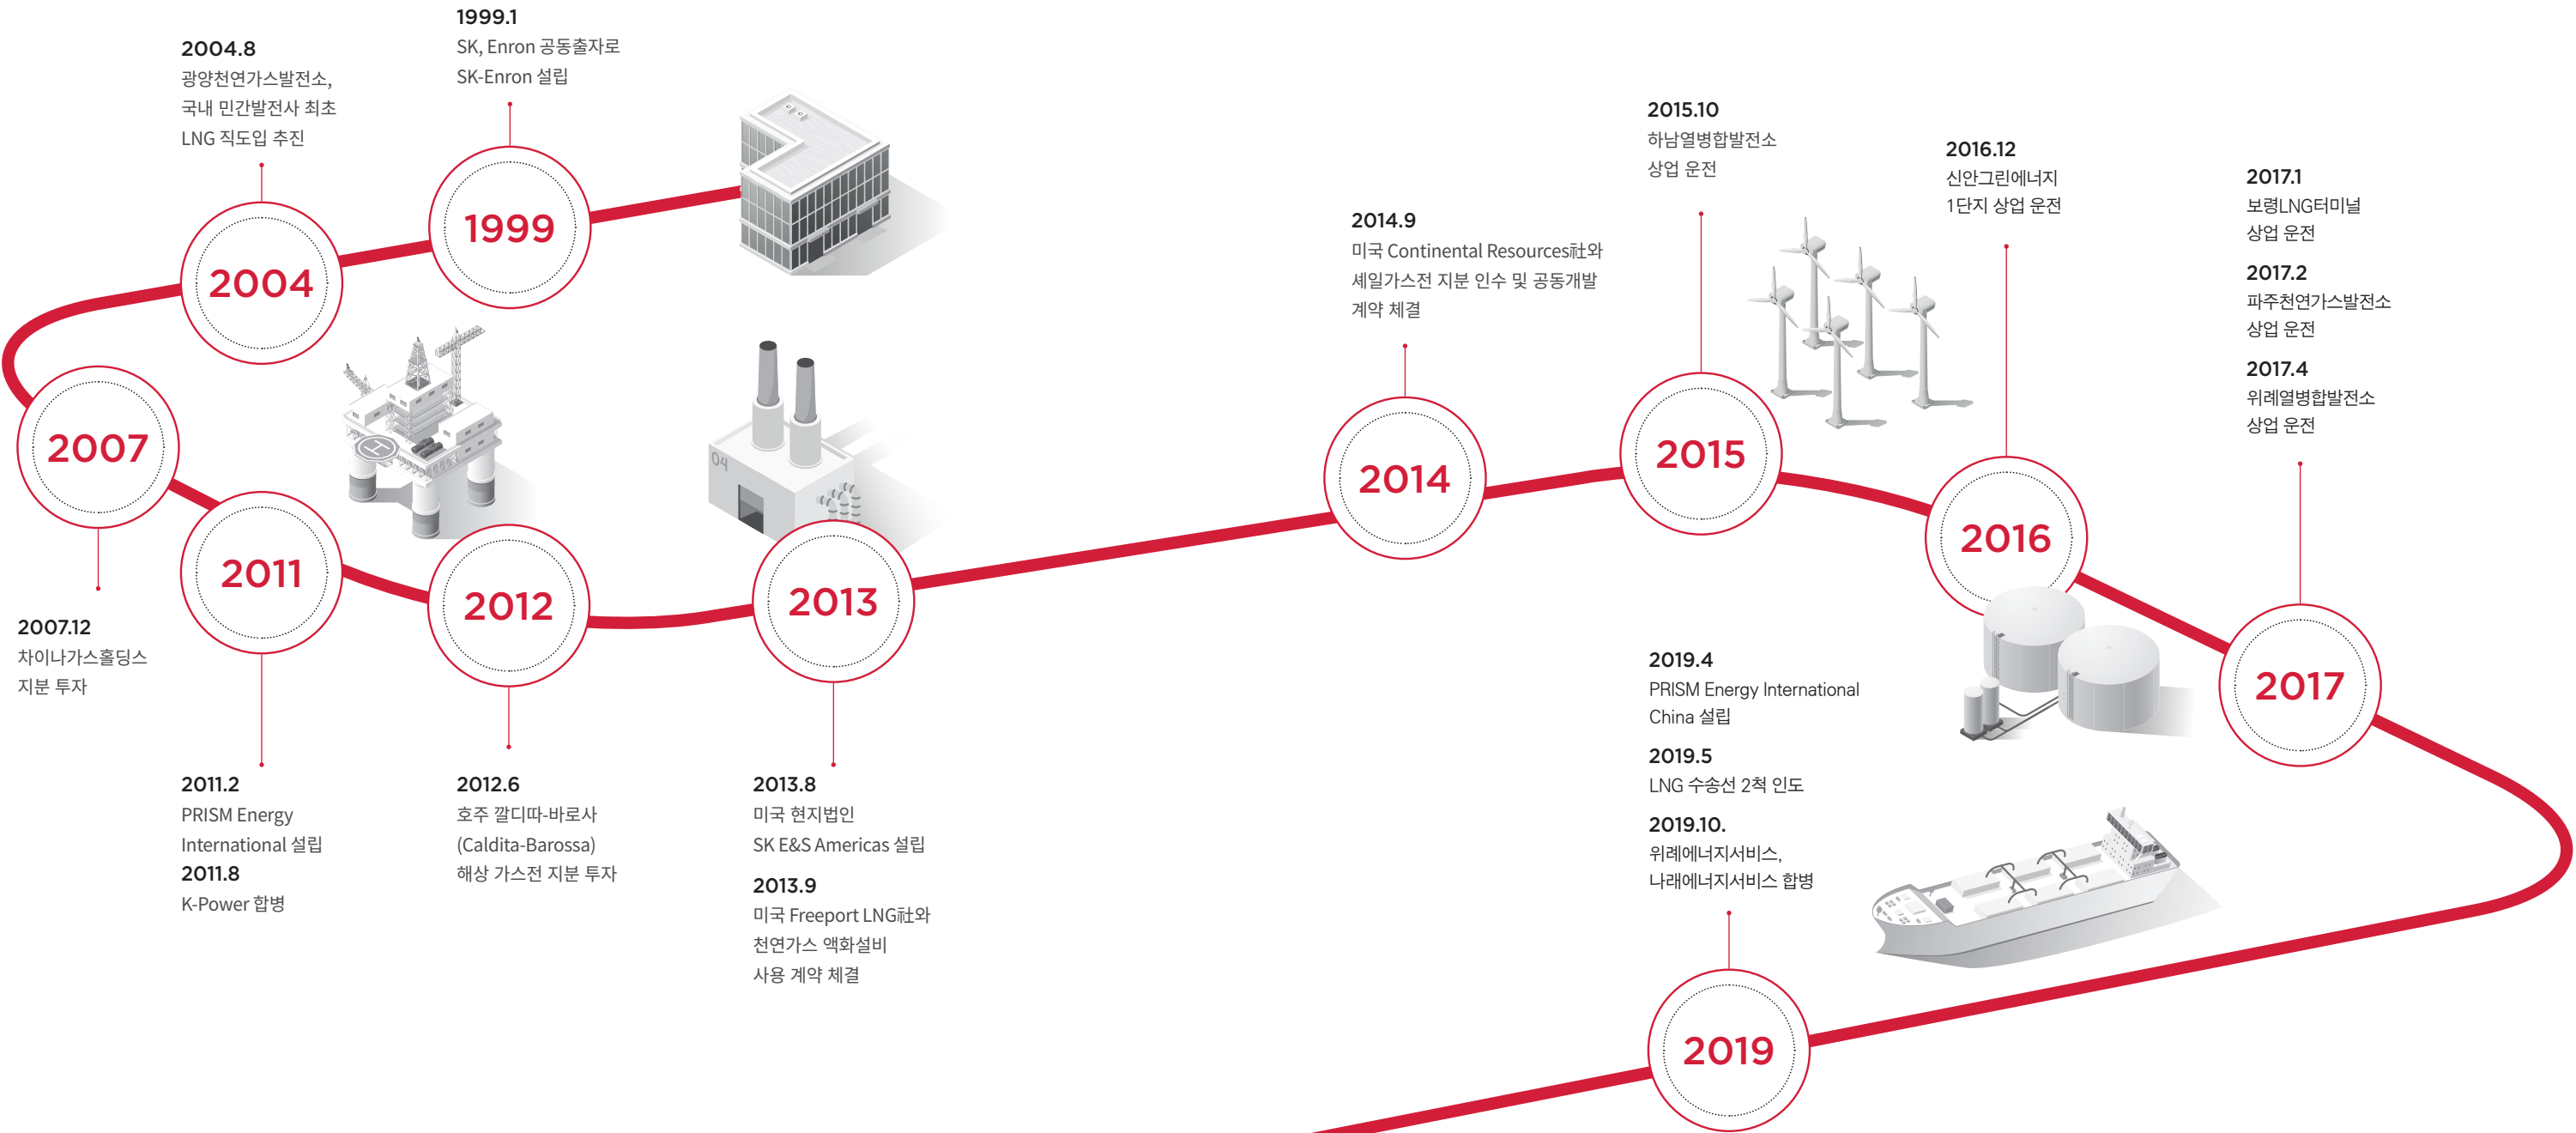 1999.1
SK, Enron 공동출자로
SK-Enron 설립
1999
2004.8
광양천연가스발전소,
국내 민간발전사 최초
LNG 직도입 추진
2004
2007
2007.12
차이나가스홀딩스
지분 투자
2011
2011.2
PRISM Energy
International 설립
2011.8
K-Power 합병
2012
2012.6
호주 깔디따-바로사
(Caldita-Barossa)
해상 가스전 지분 투자
04
2013
2013.8
미국 현지법인
SK E&S Americas 설립
2013.9
미국 Freeport LNG社와
천연가스 액화설비
사용 계약 체결
2014.9
미국 Continental Resources社와
셰일가스전 지분 인수 및 공동개발
계약 체결
2014
2015.10
하남열병합발전소
상업 운전
2015
2016.12
신안그린에너지
1단지 상업 운전
2016
2017.1
보령LNG터미널
상업 운전
2017.2
파주천연가스발전소
상업 운전
2017.4
위례열병합발전소
상업 운전
2017
2019.4
PRISM Energy International
China 설립
2019.5
LNG 수송선 2척 인도
2019.10.
위례에너지서비스,
나래에너지서비스 합병
2019